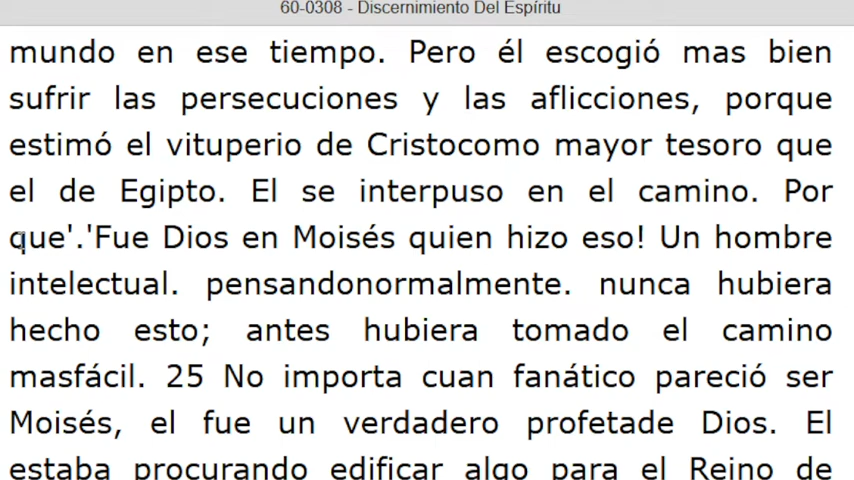 60-0308 - Discernimiento Del Espíritu
mundo en ese tiempo. Pero él escogió mas bien
sufrir las persecuciones y las aflicciones, porque
estimó el vituperio de Cristocomo mayor tesoro que
el de Egipto. El se interpuso en el camino. Por
que'.'Fue Dios en Moisés quien hizo eso! Un hombre
intelectual. pensandonormalmente. nunca hubiera
hecho esto; antes hubiera tomado el camino
masfácil. 25 No importa cuan fanático pareció ser
Moisés, el fue un verdadero profetade Dios. El
estaba procurando edificar algo para el Reino de